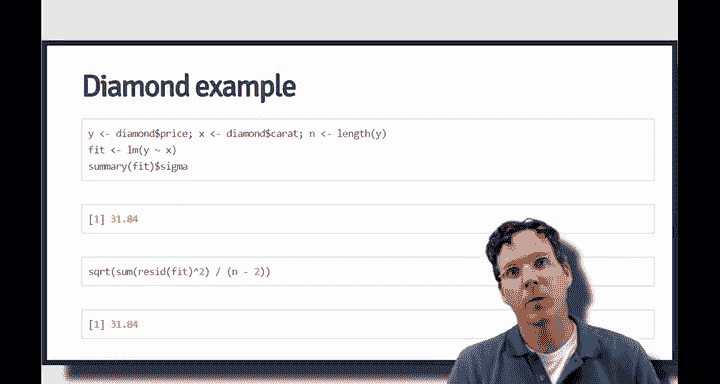 Diamond example
y <- diamond$price; x <- diamond$carat; n <- length(y)
fit <- lm(y ~ x)
summary(fit)$sigma
[1] 31.84
sqrt(sum(resid(fit)^2) / (n - 2))
[1] 31.84